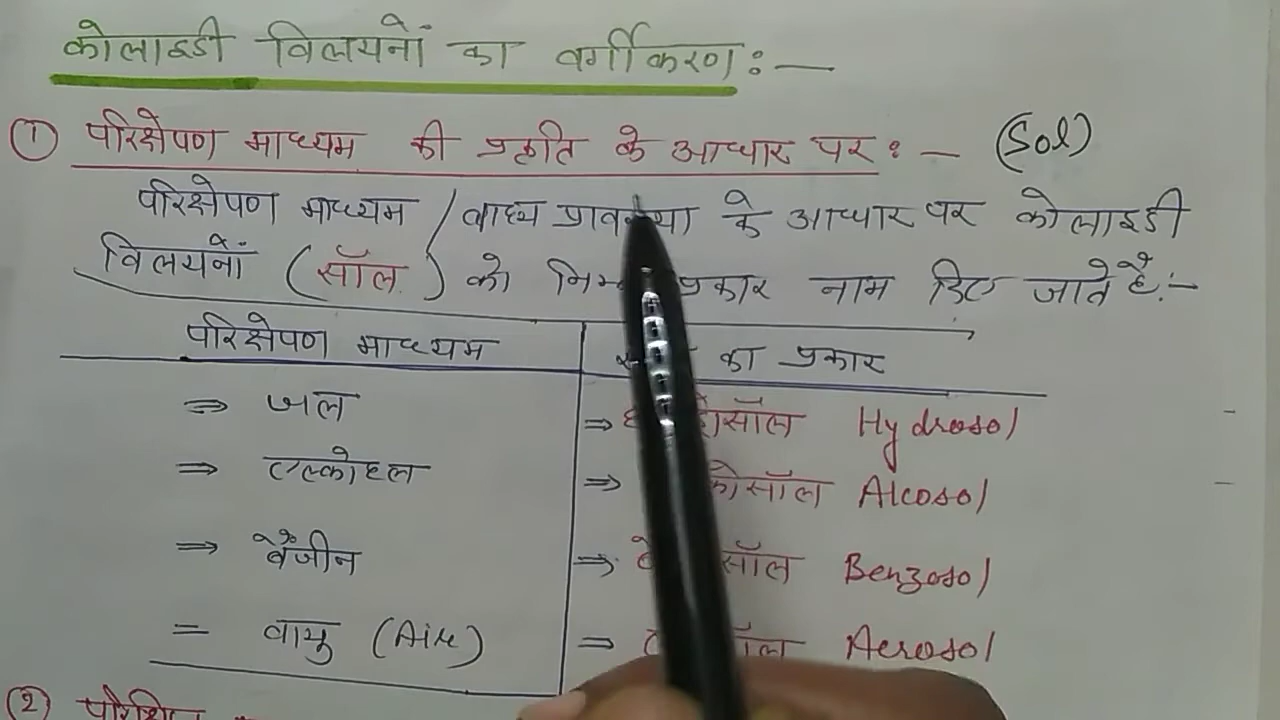 कोलाइडी विलयनों का वर्गीकरण : —
① परिक्षेपण माध्यम की प्रकृति के आधार पर : — (Sol)
परिक्षेपण माध्यम / बाह्य के आधार पर कोलाइडी
विलयनों (सॉल) को प्रकार नाम दिए जाते है :-
परिक्षेपण माध्यम का प्रकार
⇒ जल ⇒ Hydrosol
⇒ एल्कोहल ⇒ Alcosol
⇒ बेंजीन ⇒ Benzosol
= वायु (Air) ⇒ Aerosol
②